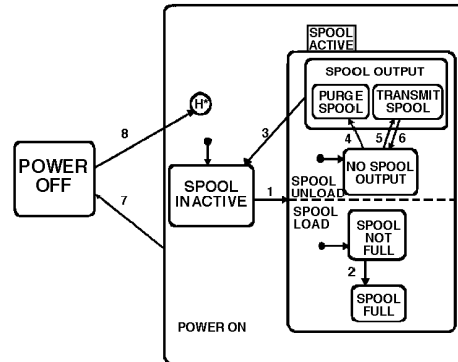 SPOOL
ACTIVE
SPOOL OUTPUT
PURGE
SPOOL
TRANSMIT
SPOOL
H*
8
3
4
5
6
POWER
OFF
NO SPOOL
OUTPUT
SPOOL
INACTIVE
1
SPOOL
UNLOAD
7
SPOOL
LOAD
SPOOL
NOT
FULL
2
SPOOL
FULL
POWER ON